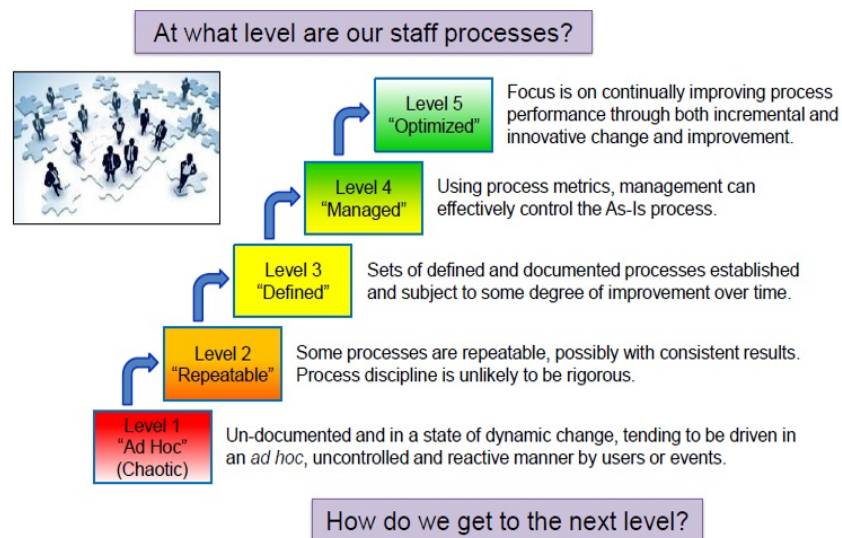 At what level are our staff processes?
Level 5
“Optimized”
Focus is on continually improving process
performance through both incremental and
innovative change and improvement.
Level 4
“Managed”
Using process metrics, management can
effectively control the As-Is process.
Level 3
“Defined”
Sets of defined and documented processes established
and subject to some degree of improvement over time.
Level 2
“Repeatable”
Some processes are repeatable, possibly with consistent results.
Process discipline is unlikely to be rigorous.
Level 1
“Ad Hoc”
(Chaotic)
Un-documented and in a state of dynamic change, tending to be driven in
an ad hoc, uncontrolled and reactive manner by users or events.
How do we get to the next level?